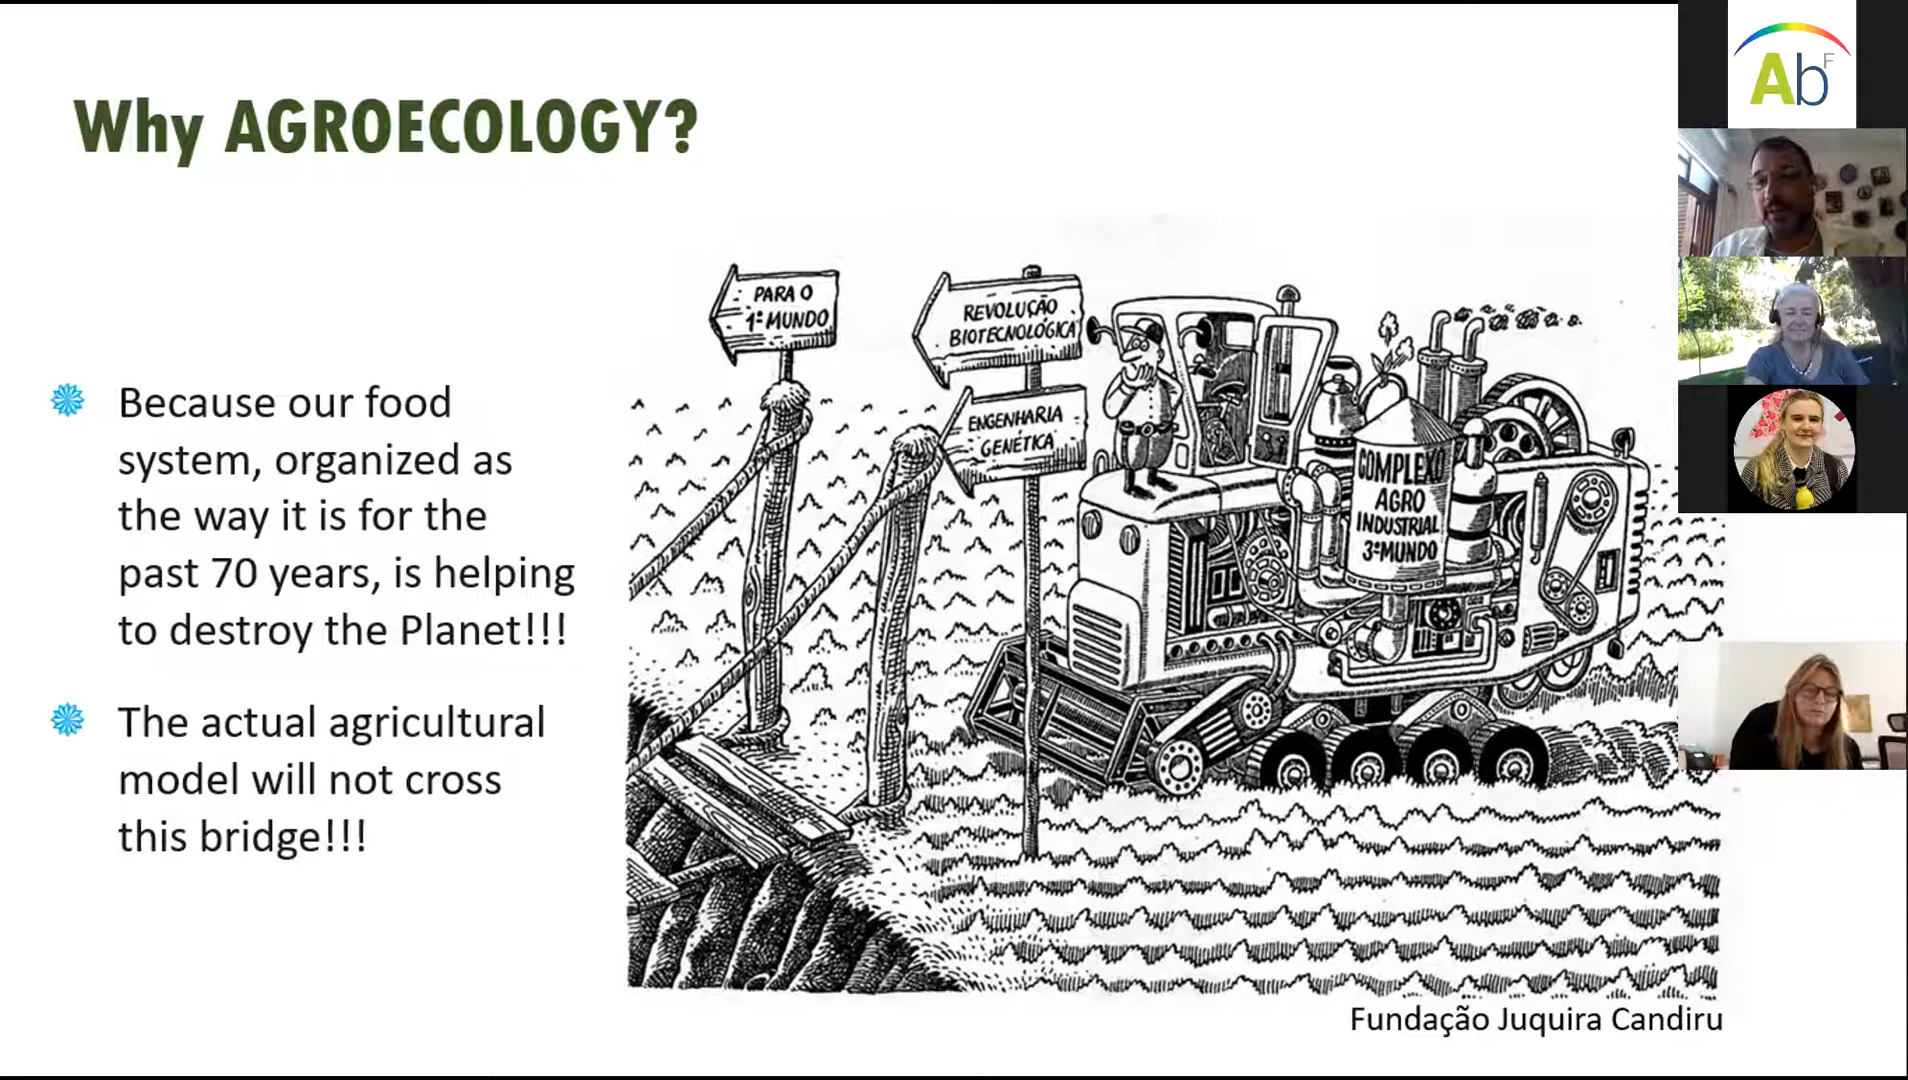 Why AGROECOLOGY?
Because our food
system, organized as
the way it is for the
past 70 years, is helping
to destroy the Planet!!!
The actual agricultural
model will not cross
this bridge!!!
PARA O
1º MUNDO
REVOLUÇÃO
BIOTECNOLÓGICA
ENGENHARIA
GENÉTICA
COMPLEXO
AGRO
INDUSTRIAL
3º MUNDO
Fundação Juquira Candiru
AbF